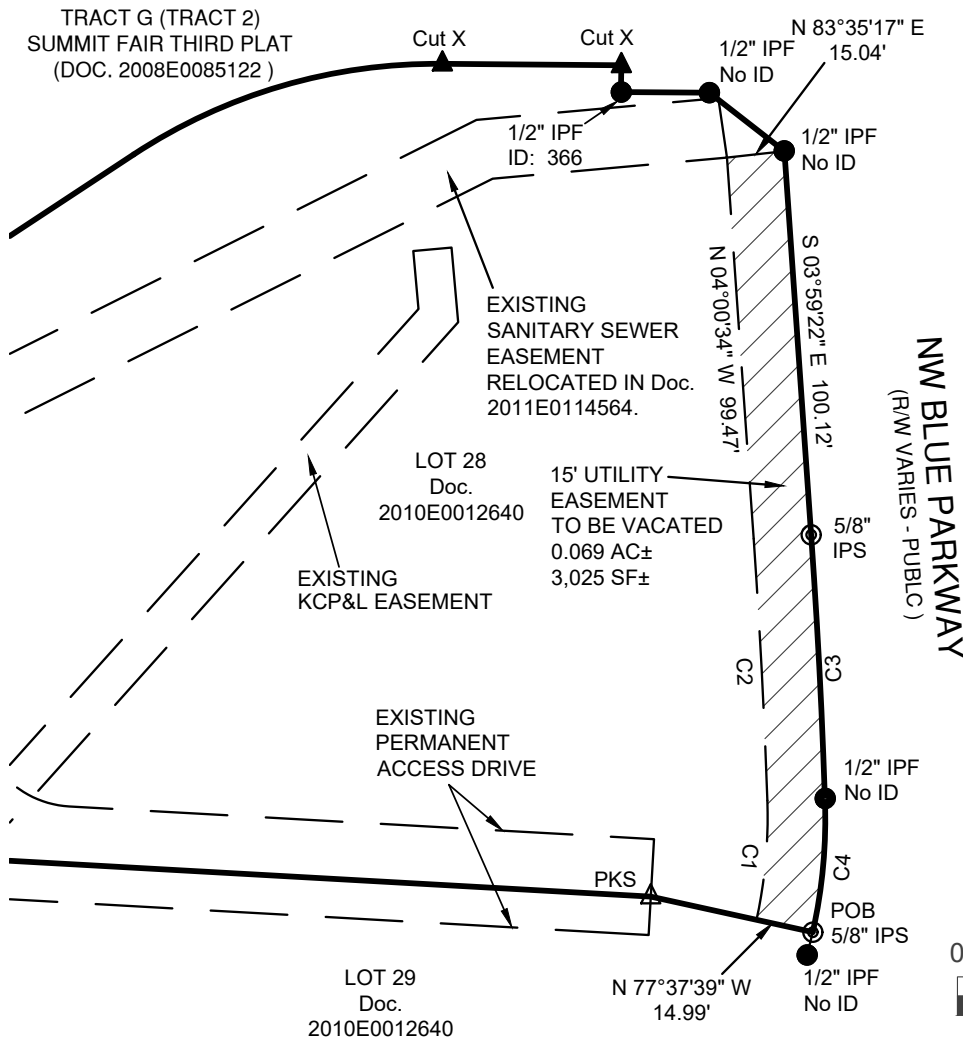 TRACT G (TRACT 2)
SUMMIT FAIR THIRD PLAT
(DOC. 2008E0085122 )
Cut X
Cut X
1/2" IPF
No ID
N 83°35'17" E
15.04'
1/2" IPF
ID: 366
1/2" IPF
No ID
S 03°59'22" E 100.12'
N 04°00'34" W 99.47'
EXISTING
SANITARY SEWER
EASEMENT
RELOCATED IN Doc.
2011E0114564.
NW BLUE PARKWAY
(R/W VARIES - PUBLC )
LOT 28
Doc.
2010E0012640
15' UTILITY
EASEMENT
TO BE VACATED
0.069 AC±
3,025 SF±
5/8"
IPS
EXISTING
KCP&L EASEMENT
C2
C3
EXISTING
PERMANENT
ACCESS DRIVE
1/2" IPF
No ID
C1
C4
PKS
POB
5/8" IPS
LOT 29
Doc.
2010E0012640
N 77°37'39" W
14.99'
1/2" IPF
No ID
0